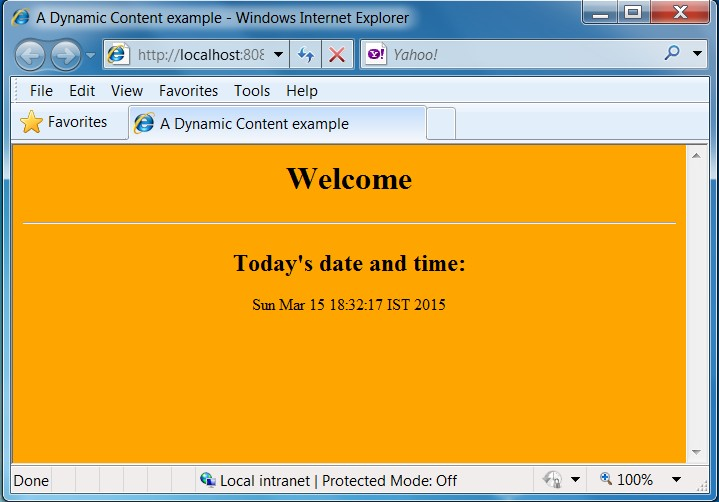 A Dynamic Content example - Windows Internet Explorer
http://localhost:808
Yahoo!
File Edit View Favorites Tools Help
Favorites
A Dynamic Content example
Welcome
Today's date and time:
Sun Mar 15 18:32:17 IST 2015
Done
Local intranet | Protected Mode: Off
100%